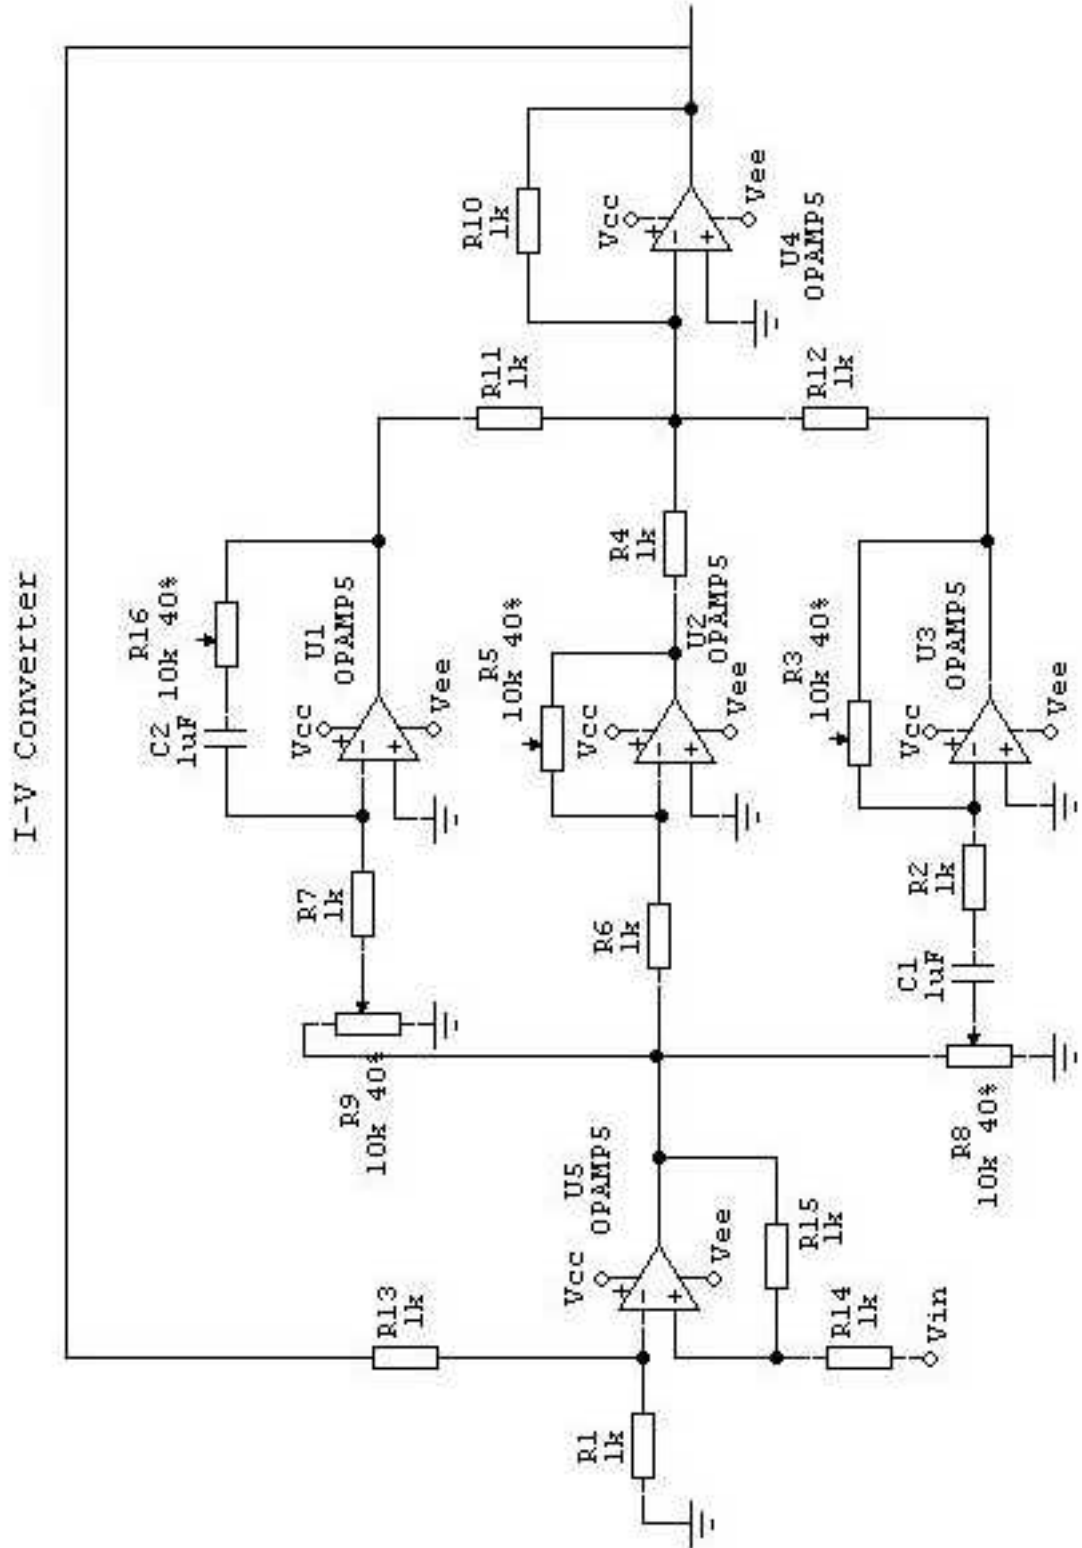 I-V Converter
R16
10k 40%
C2
1uF
U1
OPAMP5
Vcc
Vee
R7
1k
R9
10k 40%
R11
1k
R10
1k
Vcc
Vee
U4
OPAMP5
R5
10k 40%
U2
OPAMP5
Vcc
Vee
R4
1k
R6
1k
R12
1k
R3
10k 40%
U3
OPAMP5
Vcc
Vee
R2
1k
C1
1uF
R8
10k 40%
U5
OPAMP5
Vcc
Vee
R13
1k
R15
1k
R14
1k
Vin
R1
1k